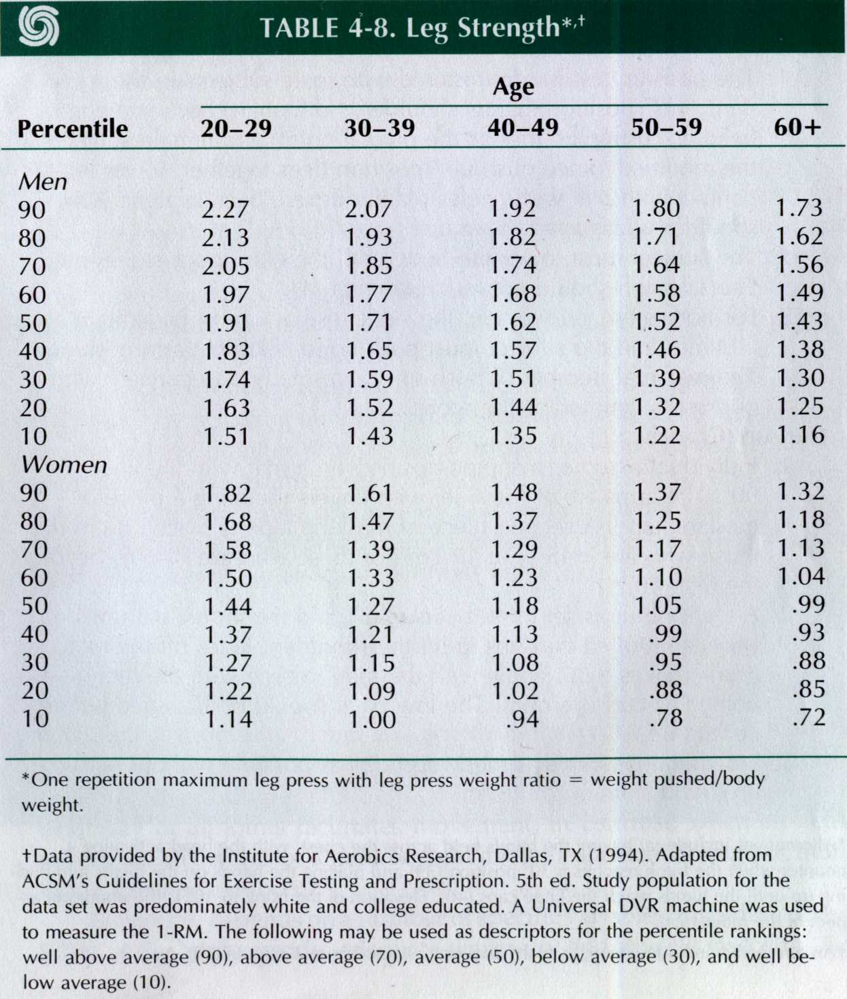 TABLE 4-8. Leg Strength*,†
Age
Percentile 20–29 30–39 40–49 50–59 60+
Men
90 2.27 2.07 1.92 1.80 1.73
80 2.13 1.93 1.82 1.71 1.62
70 2.05 1.85 1.74 1.64 1.56
60 1.97 1.77 1.68 1.58 1.49
50 1.91 1.71 1.62 1.52 1.43
40 1.83 1.65 1.57 1.46 1.38
30 1.74 1.59 1.51 1.39 1.30
20 1.63 1.52 1.44 1.32 1.25
10 1.51 1.43 1.35 1.22 1.16
Women
90 1.82 1.61 1.48 1.37 1.32
80 1.68 1.47 1.37 1.25 1.18
70 1.58 1.39 1.29 1.17 1.13
60 1.50 1.33 1.23 1.10 1.04
50 1.44 1.27 1.18 1.05 .99
40 1.37 1.21 1.13 .99 .93
30 1.27 1.15 1.08 .95 .88
20 1.22 1.09 1.02 .88 .85
10 1.14 1.00 .94 .78 .72
*One repetition maximum leg press with leg press weight ratio = weight pushed/body
weight.
†Data provided by the Institute for Aerobics Research, Dallas, TX (1994). Adapted from
ACSM's Guidelines for Exercise Testing and Prescription. 5th ed. Study population for the
data set was predominately white and college educated. A Universal DVR machine was used
to measure the 1-RM. The following may be used as descriptors for the percentile rankings:
well above average (90), above average (70), average (50), below average (30), and well be-
low average (10).